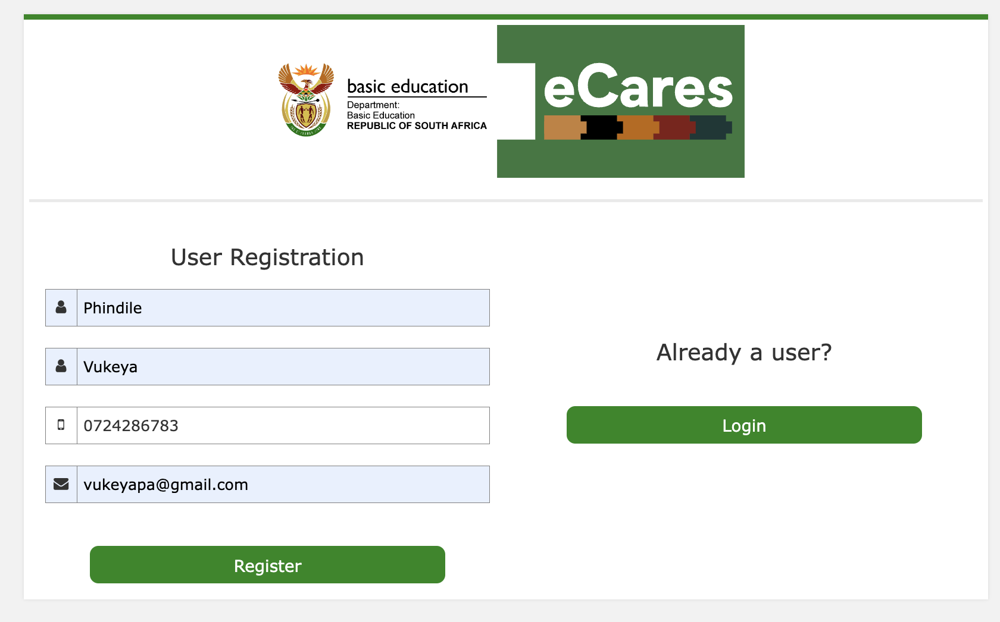 basic education
Department:
Basic Education
REPUBLIC OF SOUTH AFRICA
eCares
User Registration
Phindile
Vukeya
0724286783
vukeyapa@gmail.com
Register
Already a user?
Login